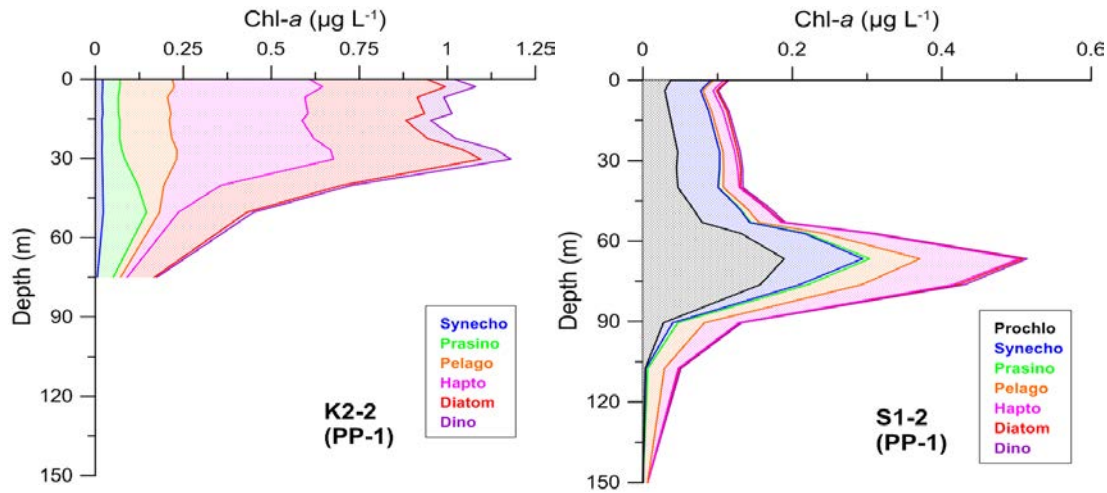 Chl-a (µg L⁻¹)
0 0.25 0.5 0.75 1 1.25
0
30
60
90
120
150
Depth (m)
Synecho
Prasino
Pelago
Hapto
Diatom
Dino
K2-2
(PP-1)
Chl-a (µg L⁻¹)
0 0.2 0.4 0.6
0
30
60
90
120
150
Depth (m)
Prochlo
Synecho
Prasino
Pelago
Hapto
Diatom
Dino
S1-2
(PP-1)